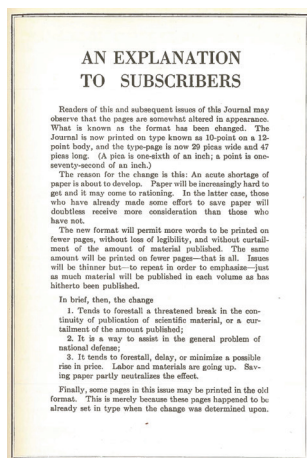 AN EXPLANATION
TO SUBSCRIBERS
Readers of this and subsequent issues of this Journal may
observe that the pages are somewhat altered in appearance.
What is known as the format has been changed. The
Journal is now printed on type known as 10-point on a 12-
point body, and the type-page is now 29 picas wide and 47
picas long. (A pica is one-sixth of an inch; a point is one-
seventy-second of an inch.)
The reason for the change is this: An acute shortage of
paper is about to develop. Paper will be increasingly hard to
get and it may come to rationing. In the latter case, those
who have already made some effort to save paper will
doubtless receive more consideration than those who
have not.
The new format will permit more words to be printed on
fewer pages, without loss of legibility, and without curtail-
ment of the amount of material published. The same
amount will be printed on fewer pages—that is all. Issues
will be thinner but—to repeat in order to emphasize—just
as much material will be published in each volume as has
hitherto been published.
In brief, then, the change
1. Tends to forestall a threatened break in the con-
tinuity of publication of scientific material, or a cur-
tailment of the amount published;
2. It is a way to assist in the general problem of
national defense;
3. It tends to forestall, delay, or minimize a possible
rise in price. Labor and materials are going up. Sav-
ing paper partly neutralizes the effect.
Finally, some pages in this issue may be printed in the old
format. This is merely because these pages happened to be
already set in type when the change was determined upon.